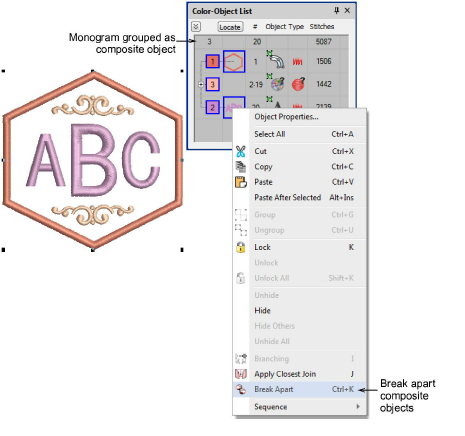 Color-Object List
Monogram grouped as
composite object
Locate # Object Type Stitches
3 20 5087
1 1 1506
3 2-19 1442
2 ABC 20 2139
Object Properties...
Select All Ctrl+A
Cut Ctrl+X
Copy Ctrl+C
Paste Ctrl+V
Paste After Selected Alt+Ins
Group Ctrl+G
Ungroup Ctrl+U
Lock K
Unlock
Unlock All Shift+K
Unhide
Hide
Hide Others
Unhide All
Branching I
Apply Closest Join J
Break Apart Ctrl+K
Sequence
ABC
Break apart
composite
objects